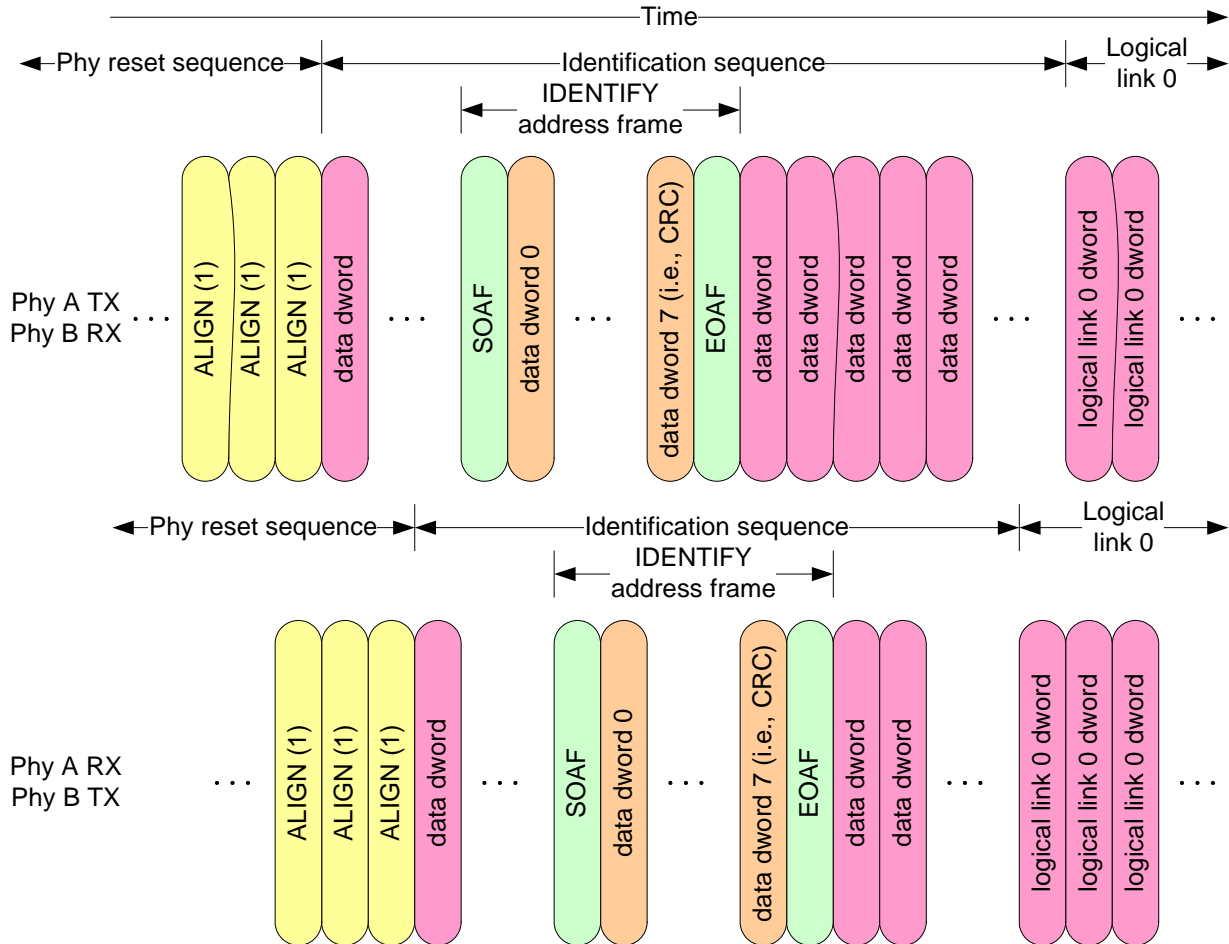 Time
Phy reset sequence
Identification sequence
Logical
link 0
IDENTIFY
address frame
Phy A TX
Phy B RX
. . .
ALIGN (1)
ALIGN (1)
ALIGN (1)
data dword
. . .
SOAF
data dword 0
. . .
data dword 7 (i.e., CRC)
EOAF
data dword
data dword
data dword
data dword
data dword
. . .
logical link 0 dword
logical link 0 dword
. . .
Phy reset sequence
Identification sequence
Logical
link 0
IDENTIFY
address frame
Phy A RX
Phy B TX
. . .
ALIGN (1)
ALIGN (1)
ALIGN (1)
data dword
. . .
SOAF
data dword 0
. . .
data dword 7 (i.e., CRC)
EOAF
data dword
data dword
. . .
logical link 0 dword
logical link 0 dword
logical link 0 dword
. . .